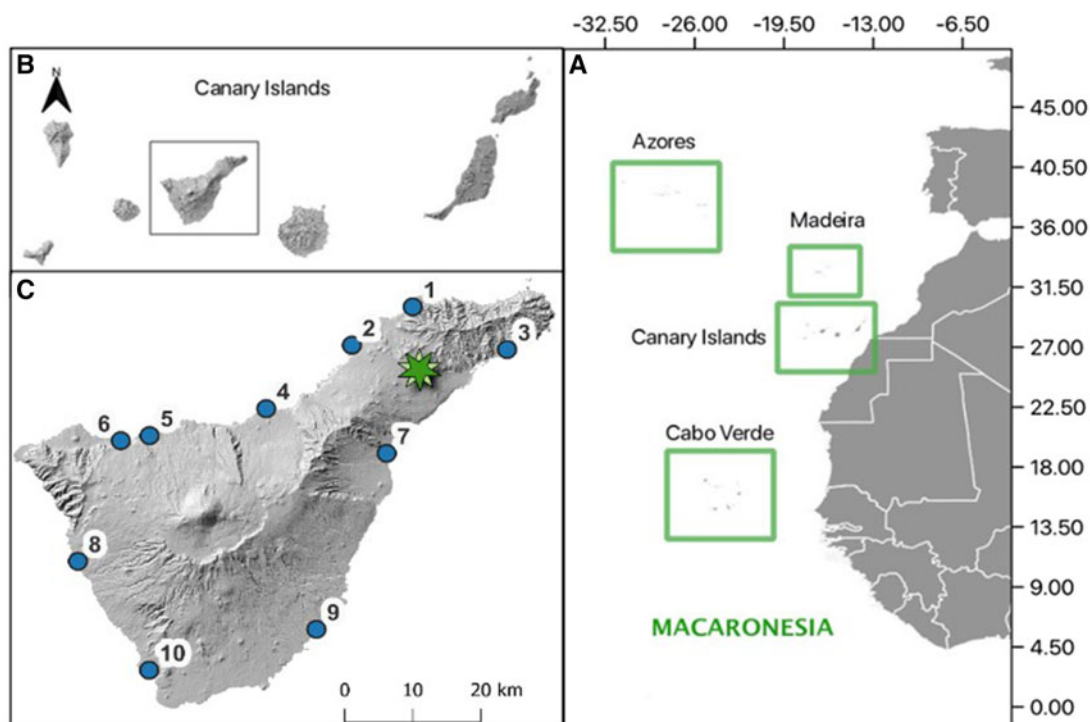 -32.50 -26.00 -19.50 -13.00 -6.50
B
N
Canary Islands
A
45.00
Azores
40.50
Madeira
36.00
31.50
Canary Islands
27.00
22.50
Cabo Verde
18.00
13.50
9.00
MACARONESIA
4.50
0.00
C
1
2
3
4
6 5
7
8
9
10
0 10 20 km